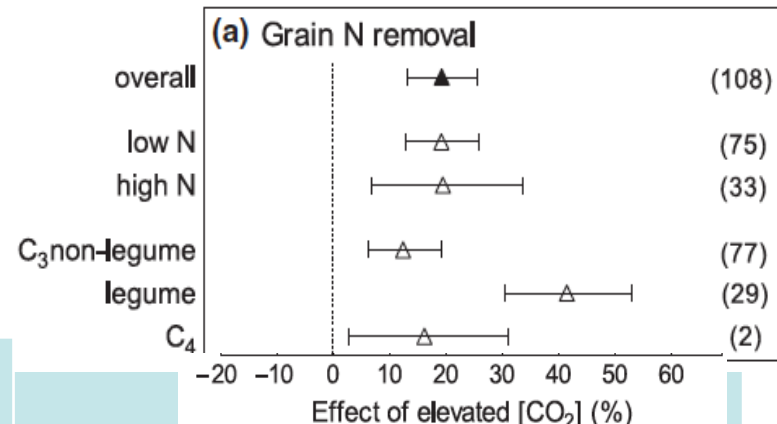 (a) Grain N removal
overall (108)
low N (75)
high N (33)
C₃non-legume (77)
legume (29)
C₄ (2)
−20 −10 0 10 20 30 40 50 60
Effect of elevated [CO₂] (%)